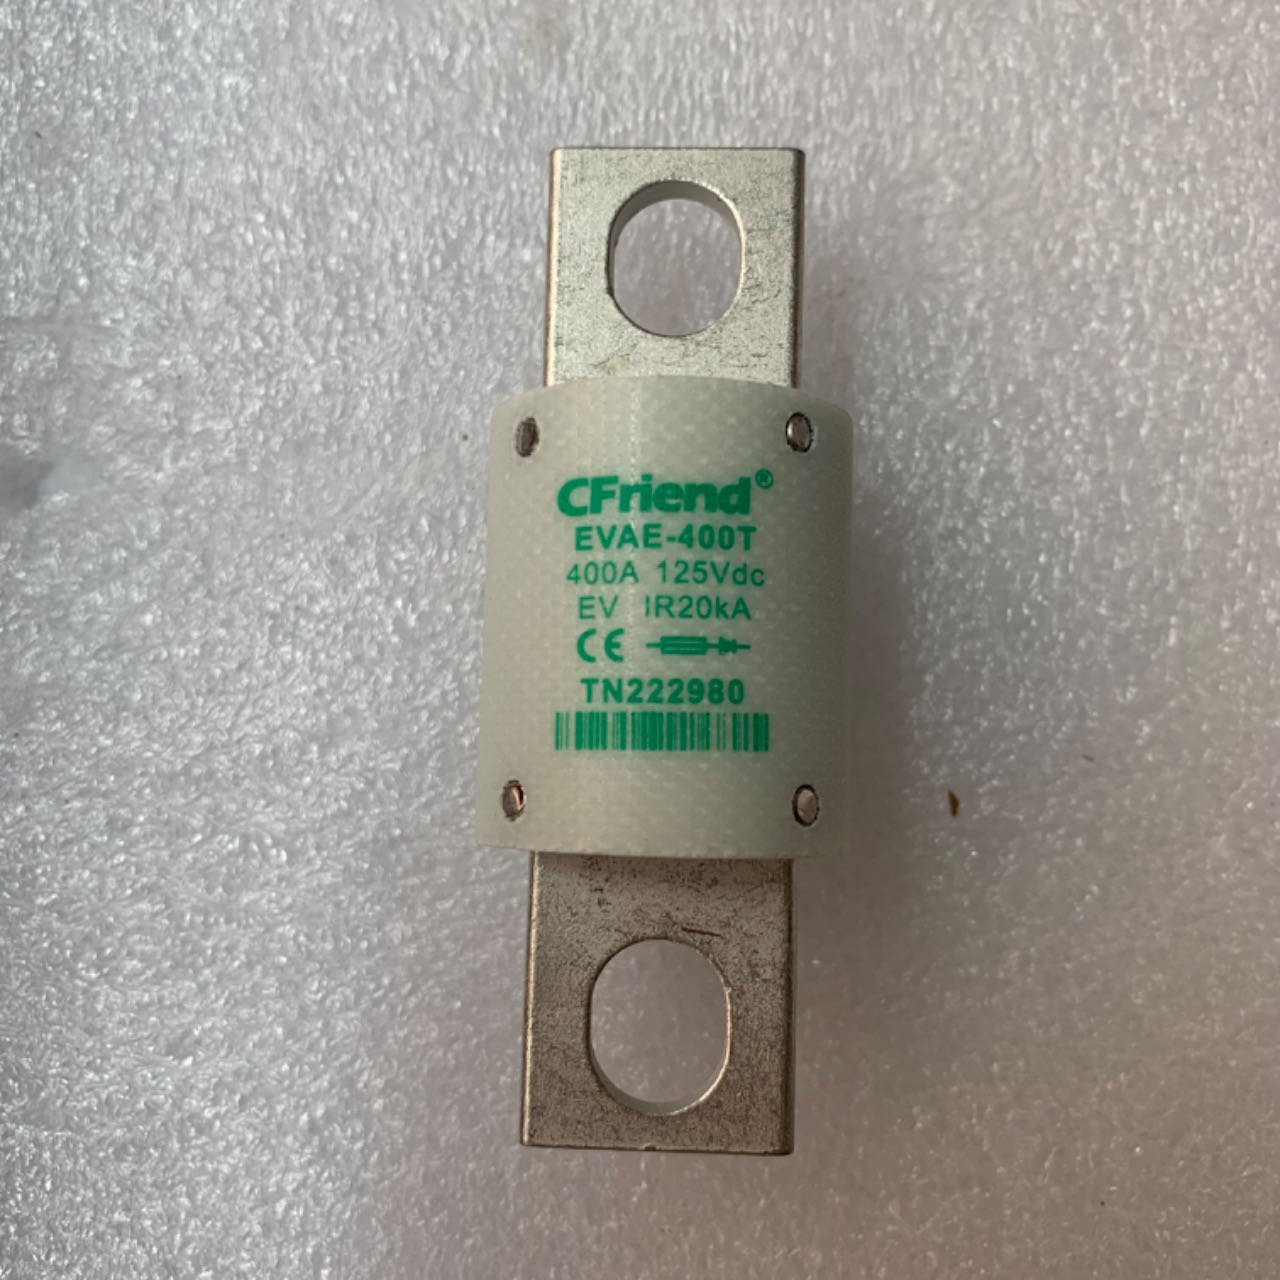 CFriend®
EVAE-400T
400A 125Vdc
EV IR20kA
CE
TN222980